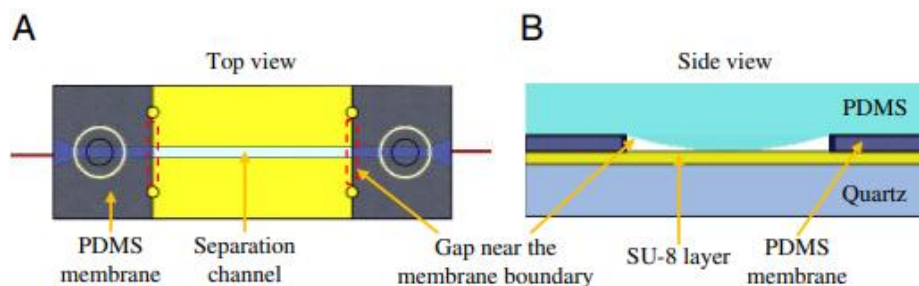 A
B
Top view
Side view
PDMS
Quartz
PDMS
membrane
Separation
channel
Gap near the
membrane boundary
SU-8 layer
PDMS
membrane